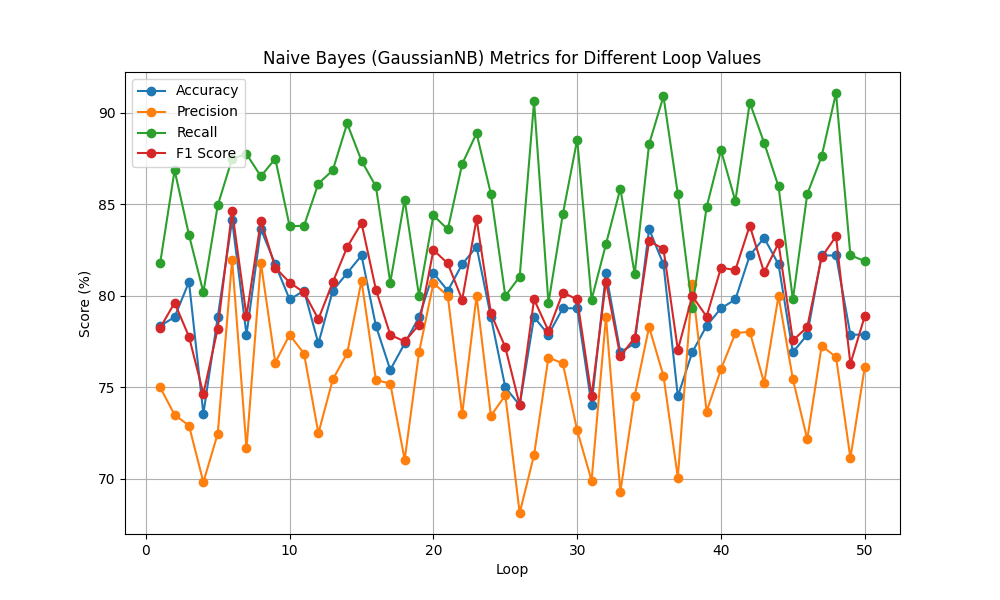 Naive Bayes (GaussianNB) Metrics for Different Loop Values
Accuracy
Precision
Recall
F1 Score
Score (%)
90
85
80
75
70
0 10 20 30 40 50
Loop